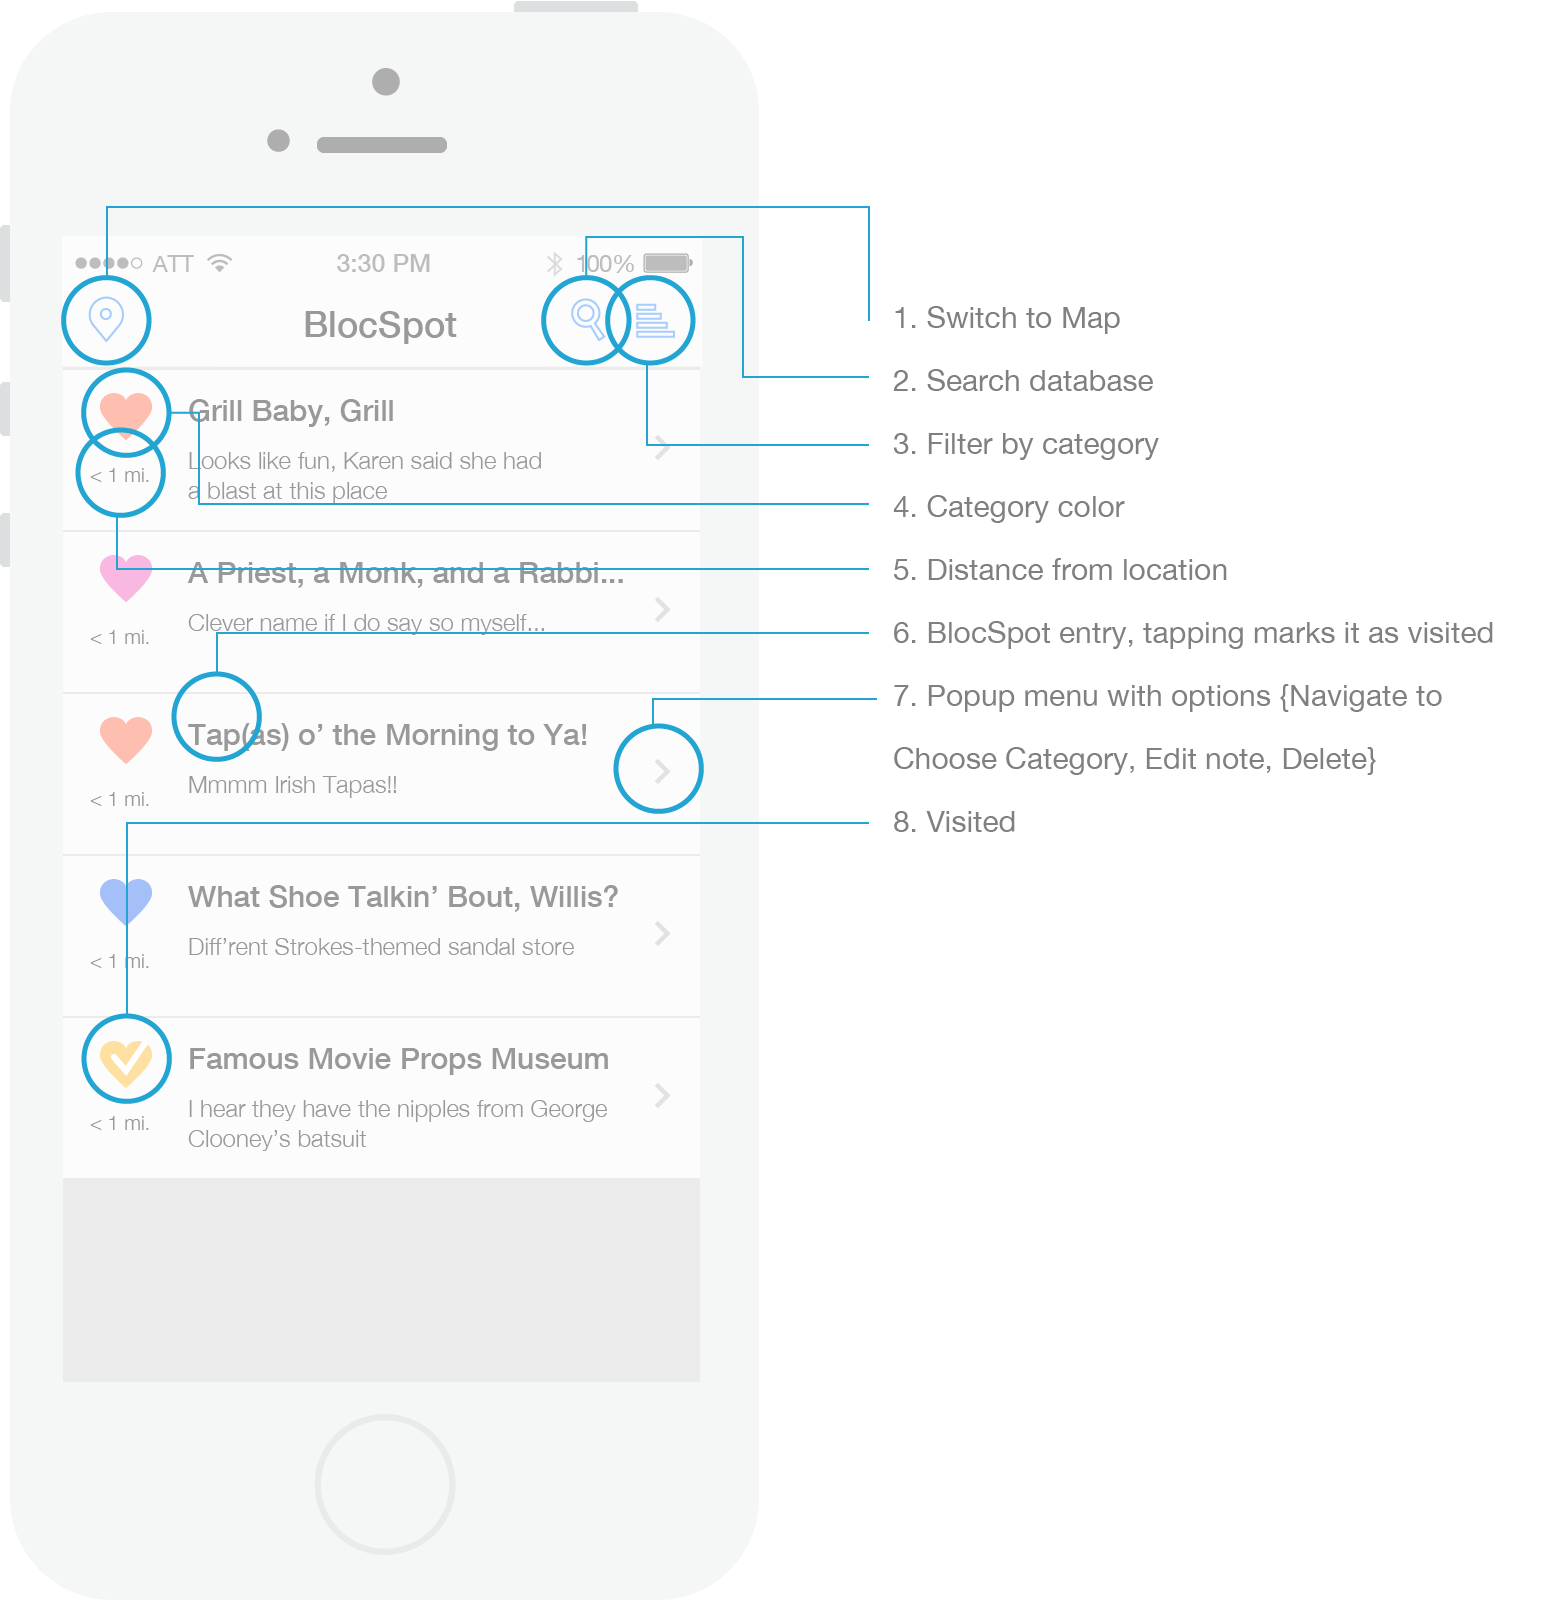 ATT 3:30 PM 100%
BlocSpot
Grill Baby, Grill
Looks like fun, Karen said she had
a blast at this place
< 1 mi.
A Priest, a Monk, and a Rabbi...
Clever name if I do say so myself...
< 1 mi.
Tap(as) o’ the Morning to Ya!
Mmmm Irish Tapas!!
< 1 mi.
What Shoe Talkin’ Bout, Willis?
Diff’rent Strokes-themed sandal store
< 1 mi.
Famous Movie Props Museum
I hear they have the nipples from George
Clooney’s batsuit
< 1 mi.
1. Switch to Map
2. Search database
3. Filter by category
4. Category color
5. Distance from location
6. BlocSpot entry, tapping marks it as visited
7. Popup menu with options {Navigate to
Choose Category, Edit note, Delete}
8. Visited